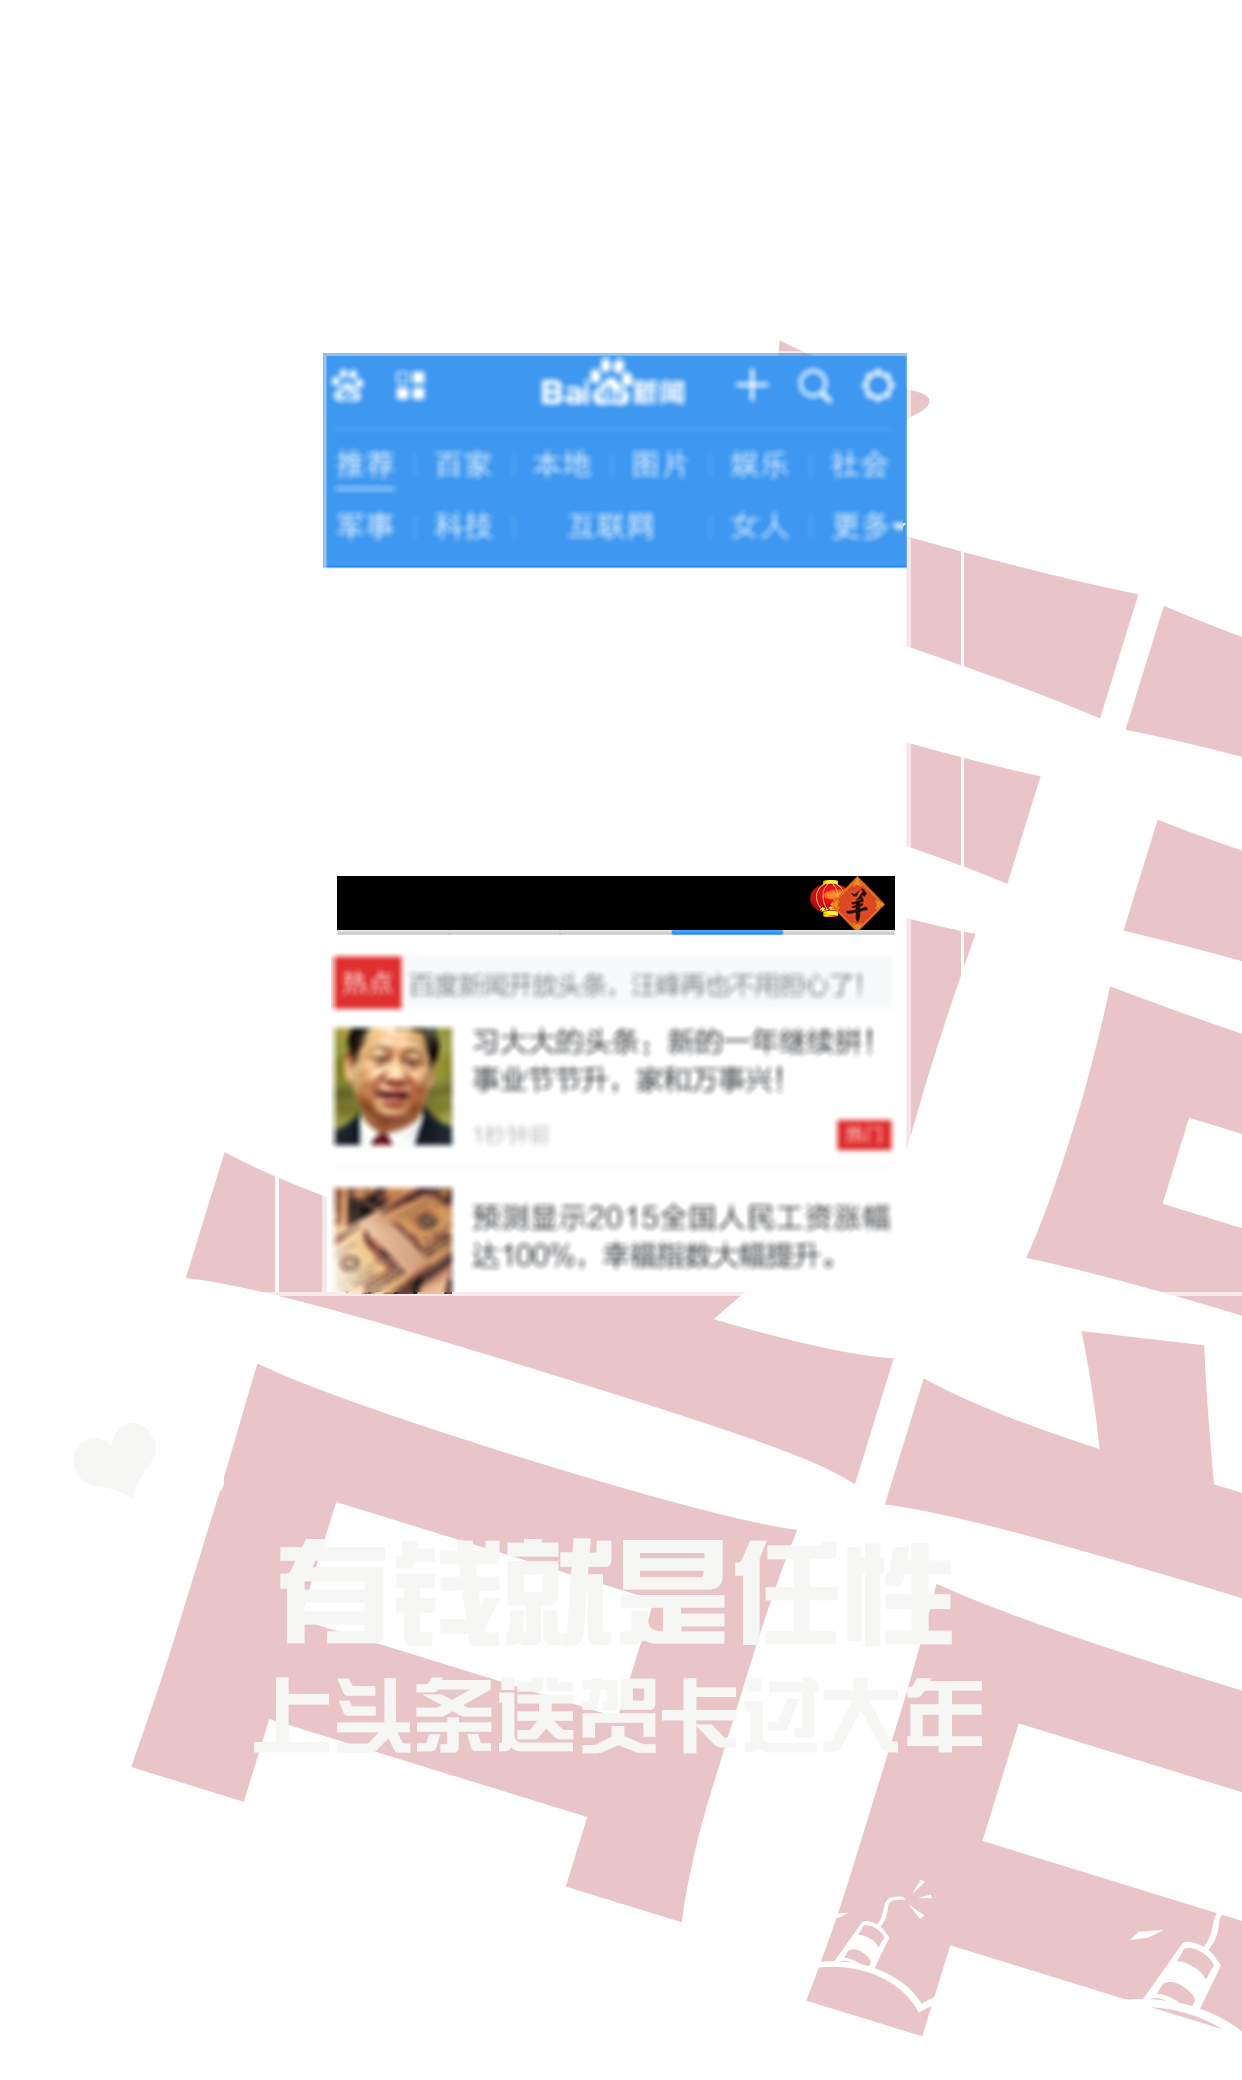 Bai 新闻
推荐 百家 本地 图片 娱乐 社会
军事 科技 互联网 女人 更多
羊
热点 百度新闻开放头条，汪峰再也不用担心了！
习大大的头条：新的一年继续拼！
事业节节升，家和万事兴！
1秒钟前 热门
预测显示2015全国人民工资涨幅
达100%，幸福指数大幅提升。
有钱就是任性
上头条送贺卡过大年